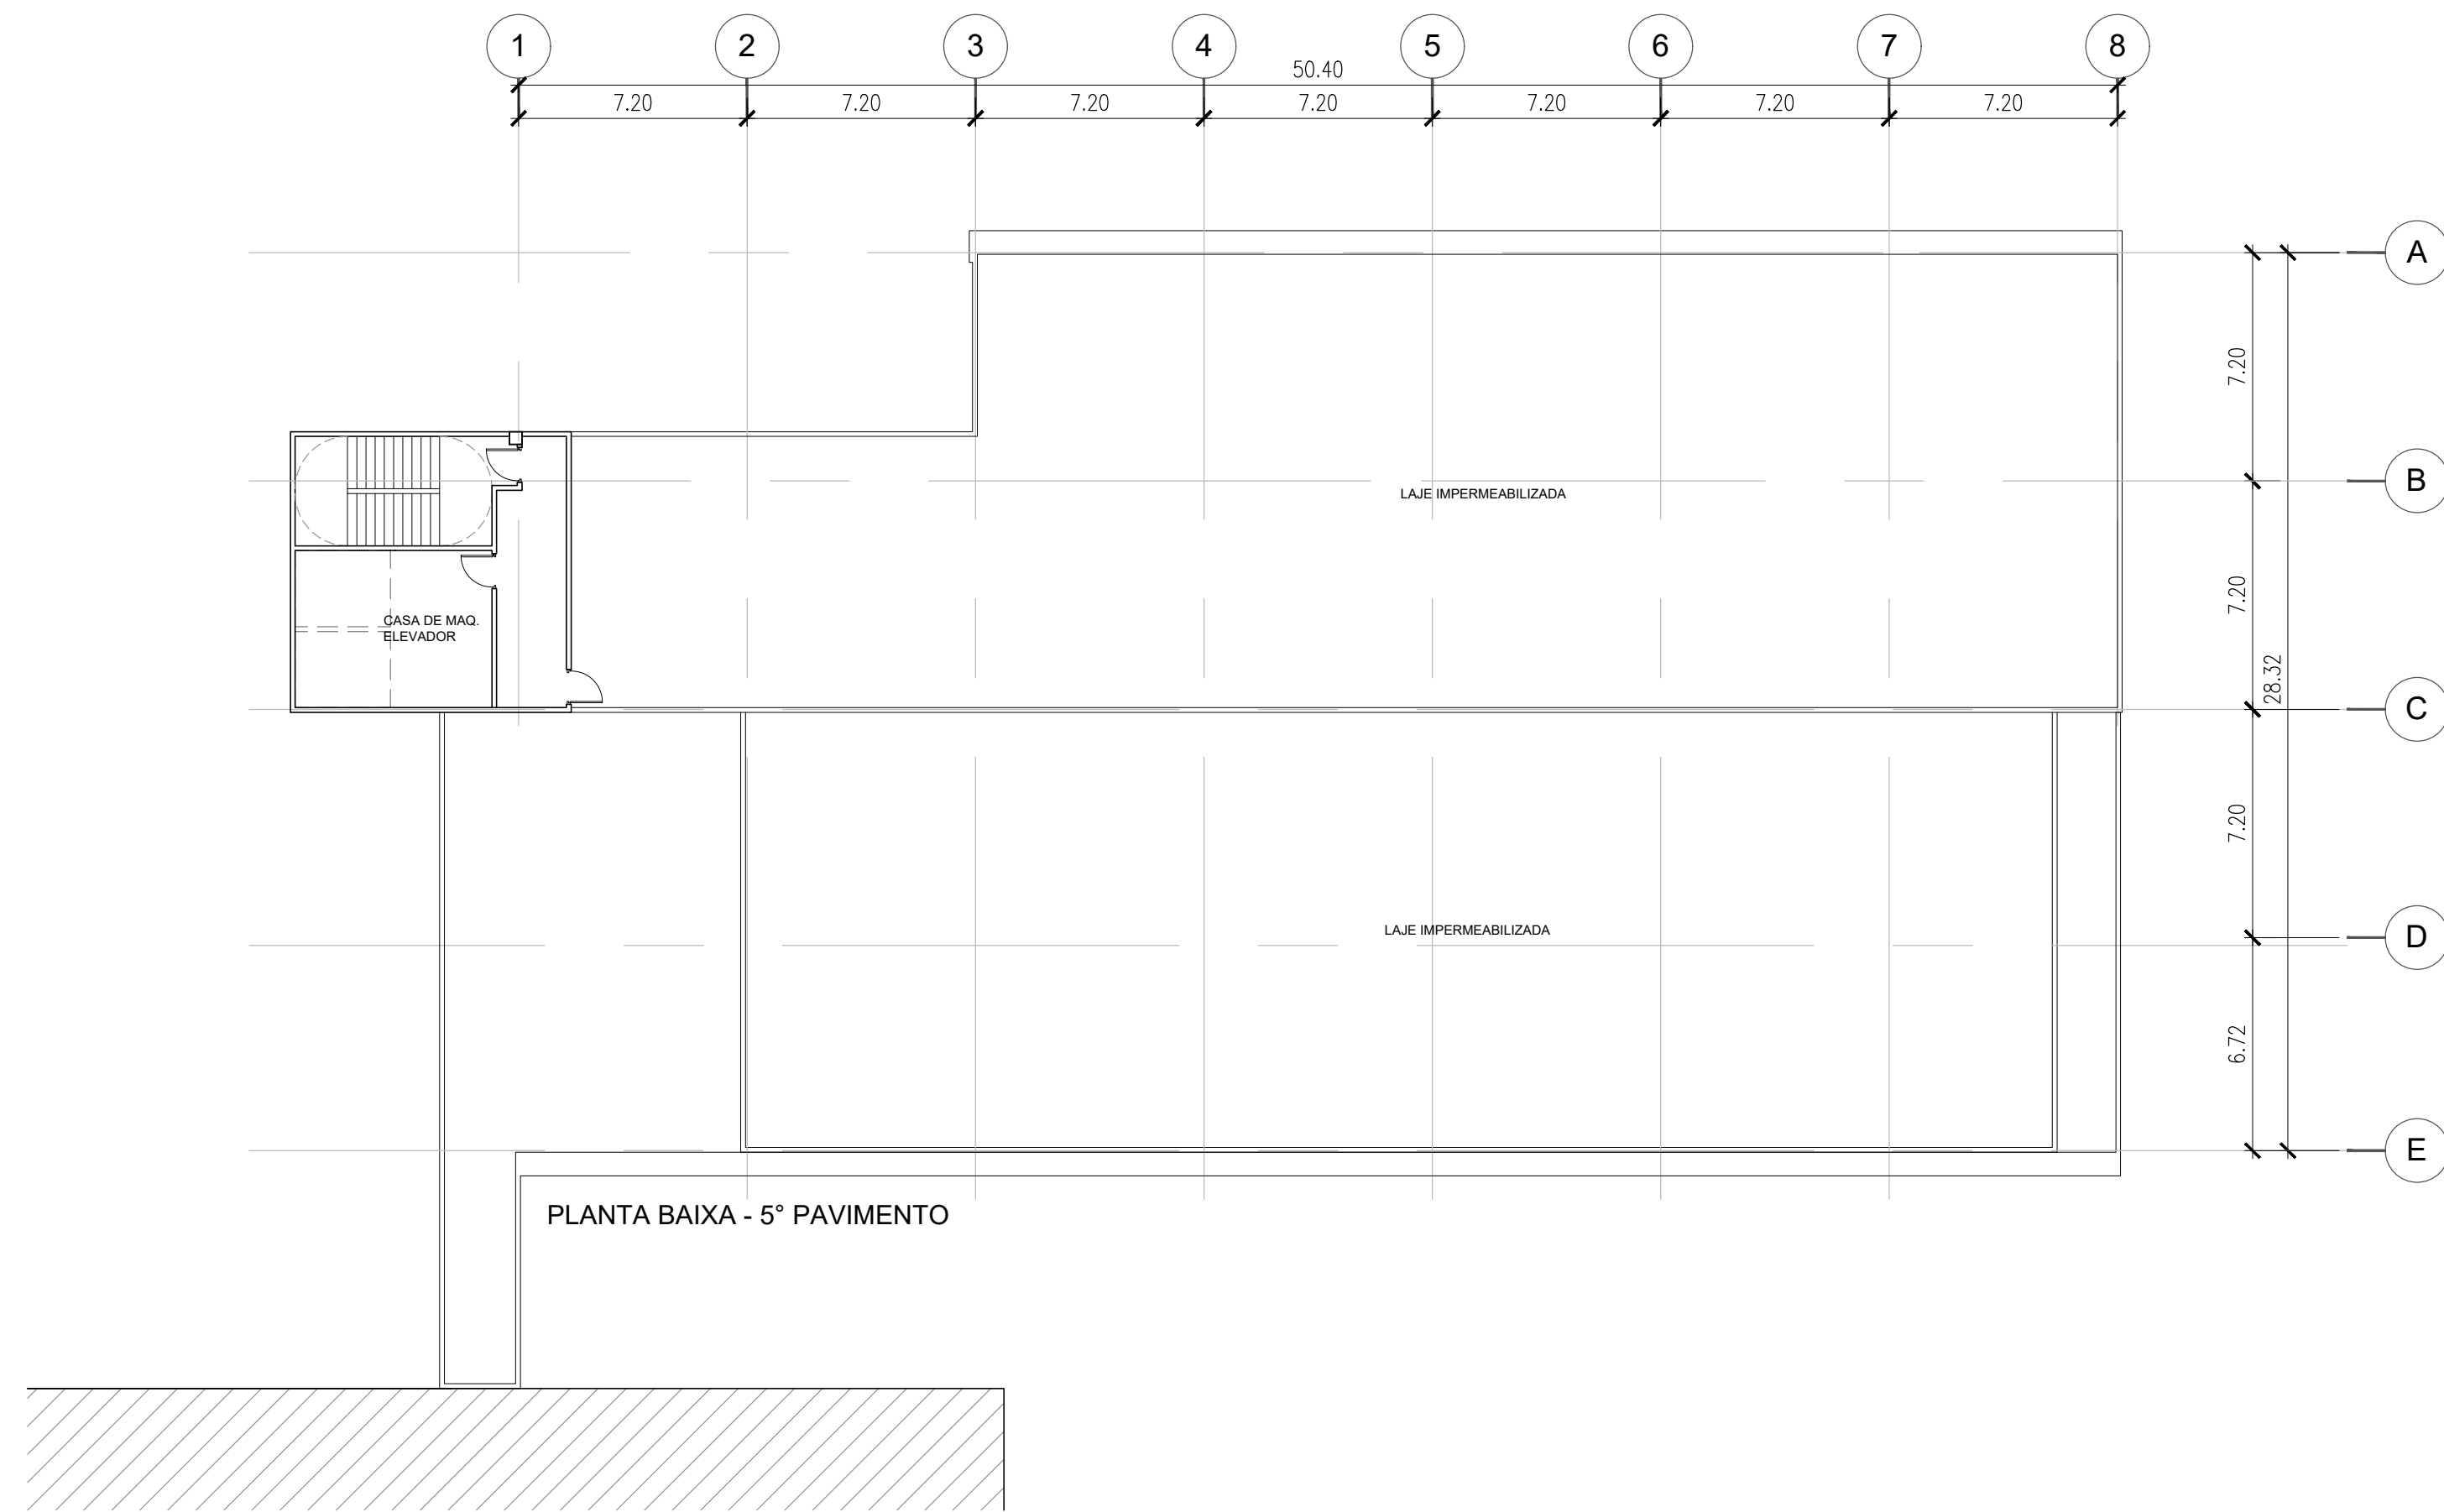 1 2 3 4 5 6 7 8
50.40
7.20 7.20 7.20 7.20 7.20 7.20 7.20
A
7.20
B
LAJE IMPERMEABILIZADA
7.20
CASA DE MAQ.
ELEVADOR
28.32
C
7.20
LAJE IMPERMEABILIZADA
D
6.72
E
PLANTA BAIXA - 5° PAVIMENTO